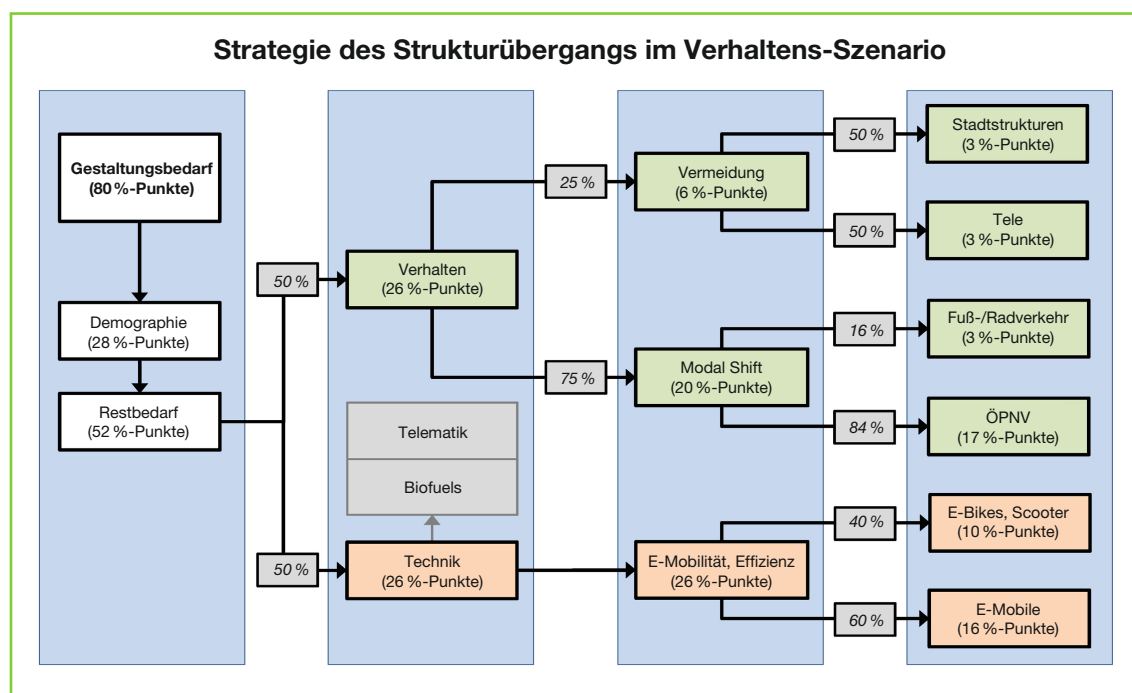 Strategie des Strukturübergangs im Verhaltens-Szenario
Gestaltungsbedarf
(80 %-Punkte)
Demographie
(28 %-Punkte)
Restbedarf
(52 %-Punkte)
50 %
50 %
Verhalten
(26 %-Punkte)
Telematik
Biofuels
Technik
(26 %-Punkte)
25 %
75 %
Vermeidung
(6 %-Punkte)
Modal Shift
(20 %-Punkte)
E-Mobilität, Effizienz
(26 %-Punkte)
50 %
50 %
16 %
84 %
40 %
60 %
Stadtstrukturen
(3 %-Punkte)
Tele
(3 %-Punkte)
Fuß-/Radverkehr
(3 %-Punkte)
ÖPNV
(17 %-Punkte)
E-Bikes, Scooter
(10 %-Punkte)
E-Mobile
(16 %-Punkte)